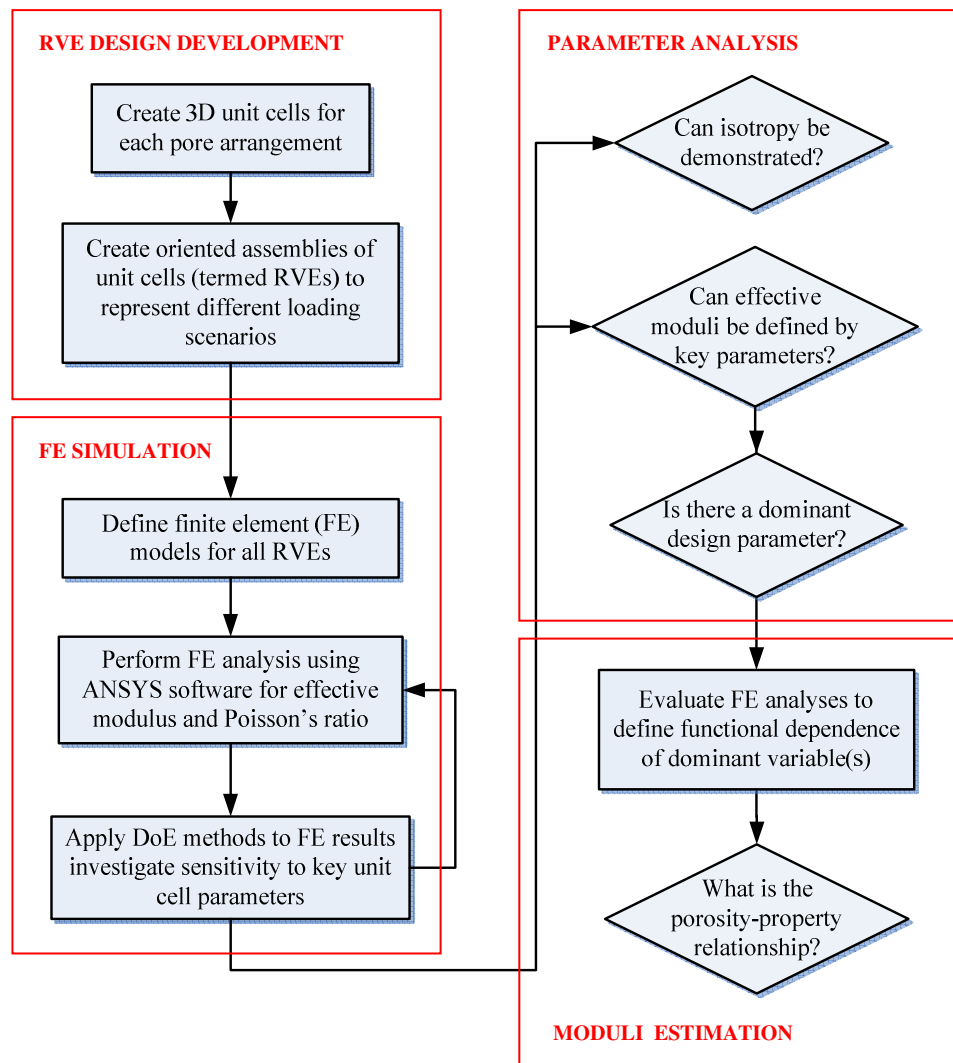 RVE DESIGN DEVELOPMENT
Create 3D unit cells for
each pore arrangement
Create oriented assemblies of
unit cells (termed RVEs) to
represent different loading
scenarios
FE SIMULATION
Define finite element (FE)
models for all RVEs
Perform FE analysis using
ANSYS software for effective
modulus and Poisson’s ratio
Apply DoE methods to FE results
investigate sensitivity to key unit
cell parameters
PARAMETER ANALYSIS
Can isotropy be
demonstrated?
Can effective
moduli be defined by
key parameters?
Is there a dominant
design parameter?
Evaluate FE analyses to
define functional dependence
of dominant variable(s)
What is the
porosity-property
relationship?
MODULI ESTIMATION